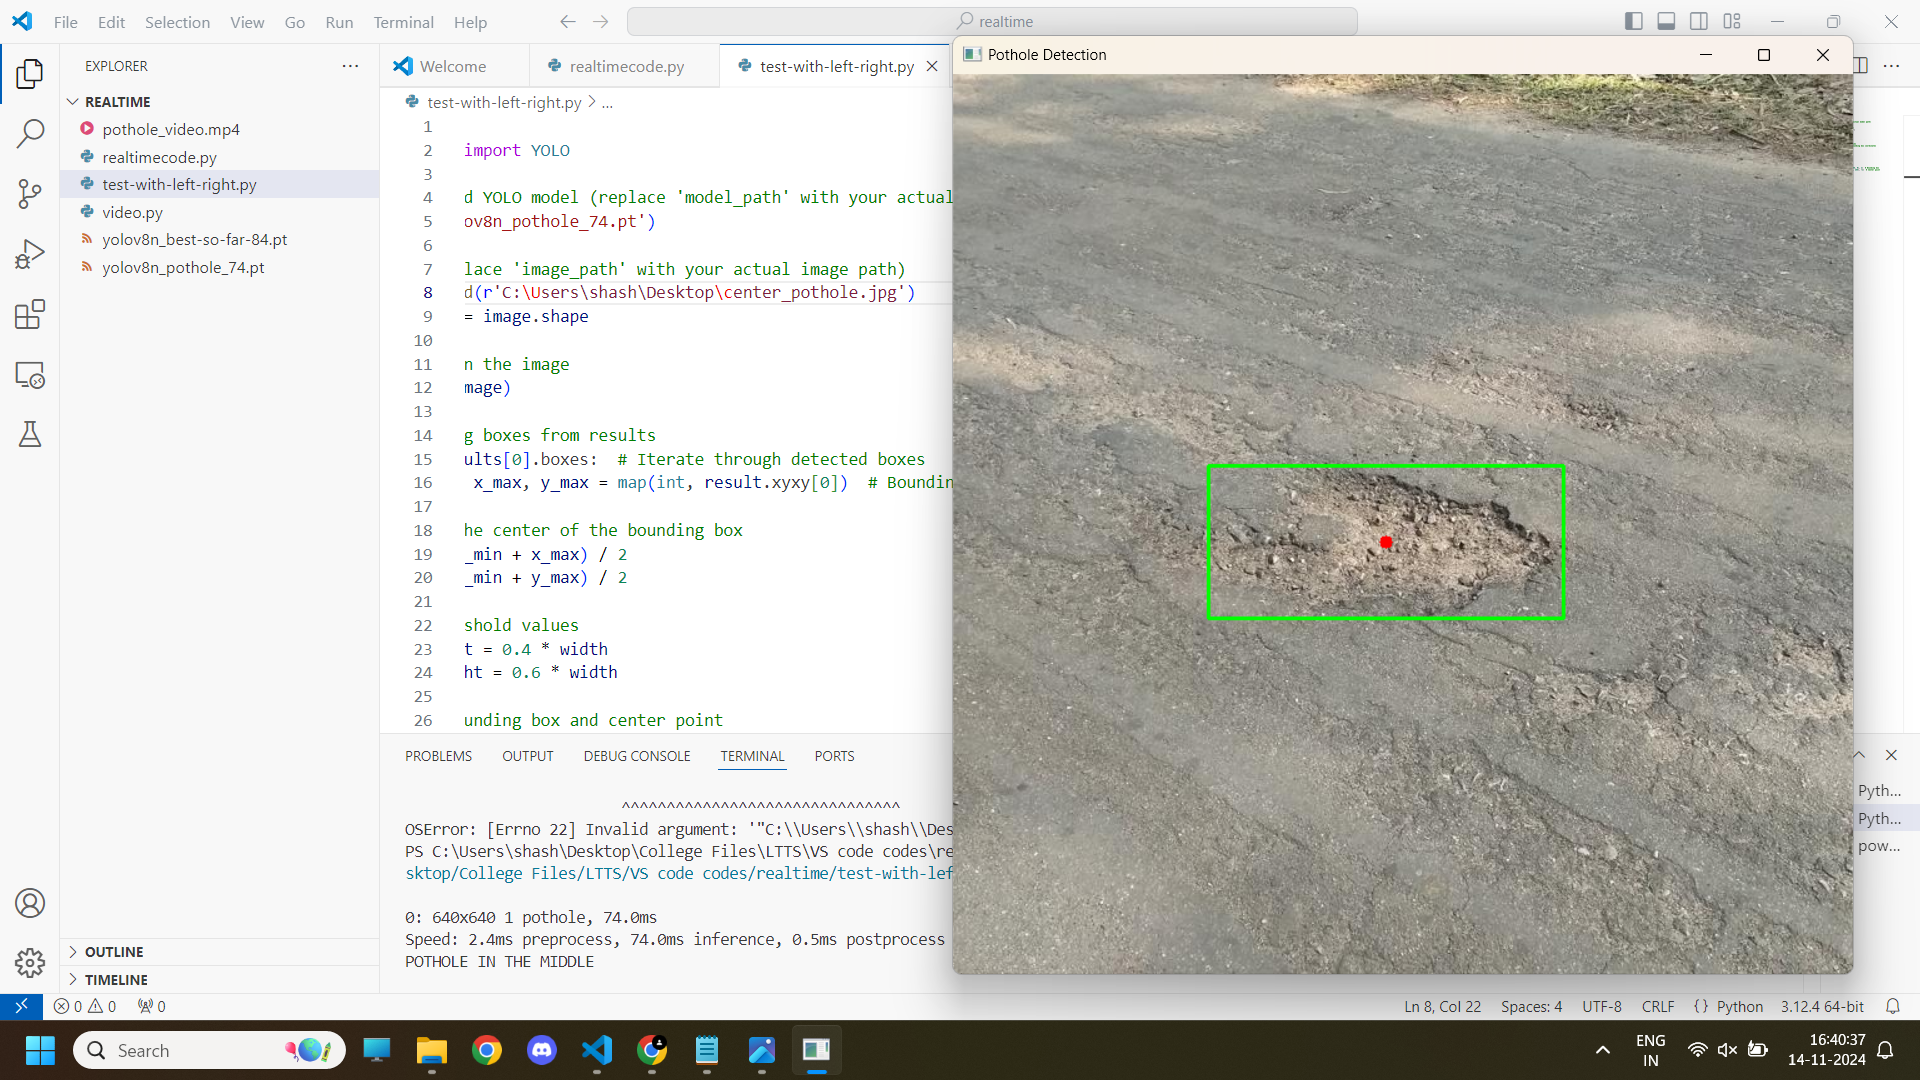 File Edit Selection View Go Run Terminal Help
realtime
EXPLORER
REALTIME
pothole_video.mp4
realtimecode.py
test-with-left-right.py
video.py
yolov8n_best-so-far-84.pt
yolov8n_pothole_74.pt
OUTLINE
TIMELINE
Welcome realtimecode.py test-with-left-right.py
test-with-left-right.py > ...
1
2 import YOLO
3
4 d YOLO model (replace 'model_path' with your actual
5 ov8n_pothole_74.pt')
6
7 lace 'image_path' with your actual image path)
8 d(r'C:\Users\shash\Desktop\center_pothole.jpg')
9 = image.shape
10
11 n the image
12 mage)
13
14 g boxes from results
15 ults[0].boxes:  # Iterate through detected boxes
16 x_max, y_max = map(int, result.xyxy[0])  # Boundin
17
18 he center of the bounding box
19 _min + x_max) / 2
20 _min + y_max) / 2
21
22 shold values
23 t = 0.4 * width
24 ht = 0.6 * width
25
26 unding box and center point
PROBLEMS OUTPUT DEBUG CONSOLE TERMINAL PORTS
^^^^^^^^^^^^^^^^^^^^^^^^^^^^^^^
OSError: [Errno 22] Invalid argument: '"C:\\Users\\shash\\Des
PS C:\Users\shash\Desktop\College Files\LTTS\VS code codes\re
sktop/College Files/LTTS/VS code codes/realtime/test-with-lef
0: 640x640 1 pothole, 74.0ms
Speed: 2.4ms preprocess, 74.0ms inference, 0.5ms postprocess
POTHOLE IN THE MIDDLE
Pothole Detection
Pyth...
Pyth...
pow...
0 0 0
Ln 8, Col 22 Spaces: 4 UTF-8 CRLF {} Python 3.12.4 64-bit
Search
ENG
IN
16:40:37
14-11-2024